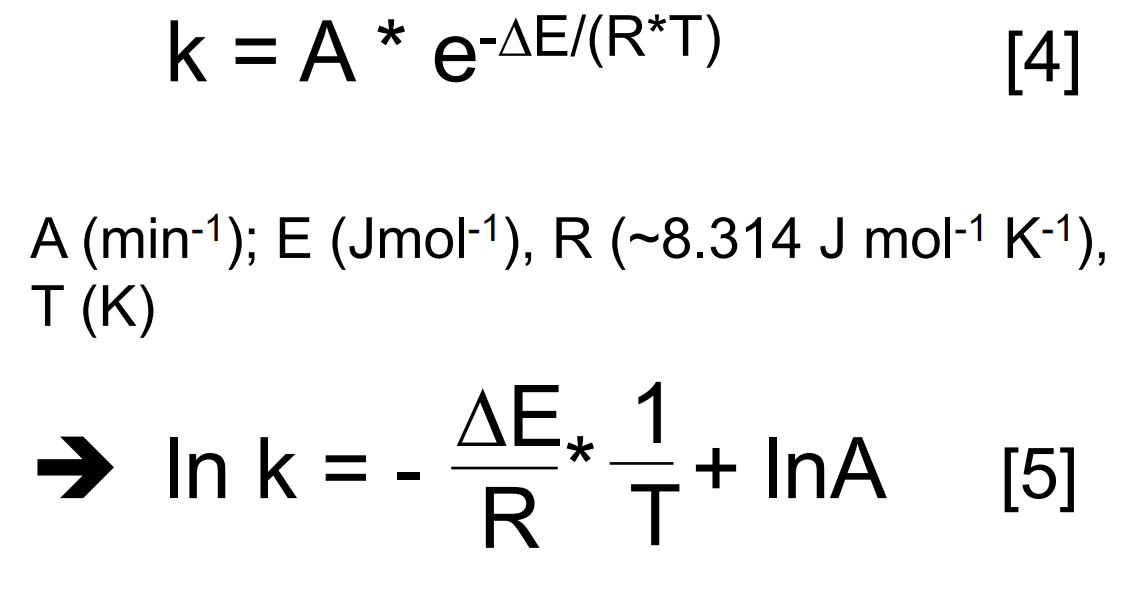 k = A * e^-ΔE/(R*T) [4]
A (min^-1); E (Jmol^-1), R (~8.314 J mol^-1 K^-1),
T (K)
➔ ln k = - ΔE/R * 1/T + lnA [5]